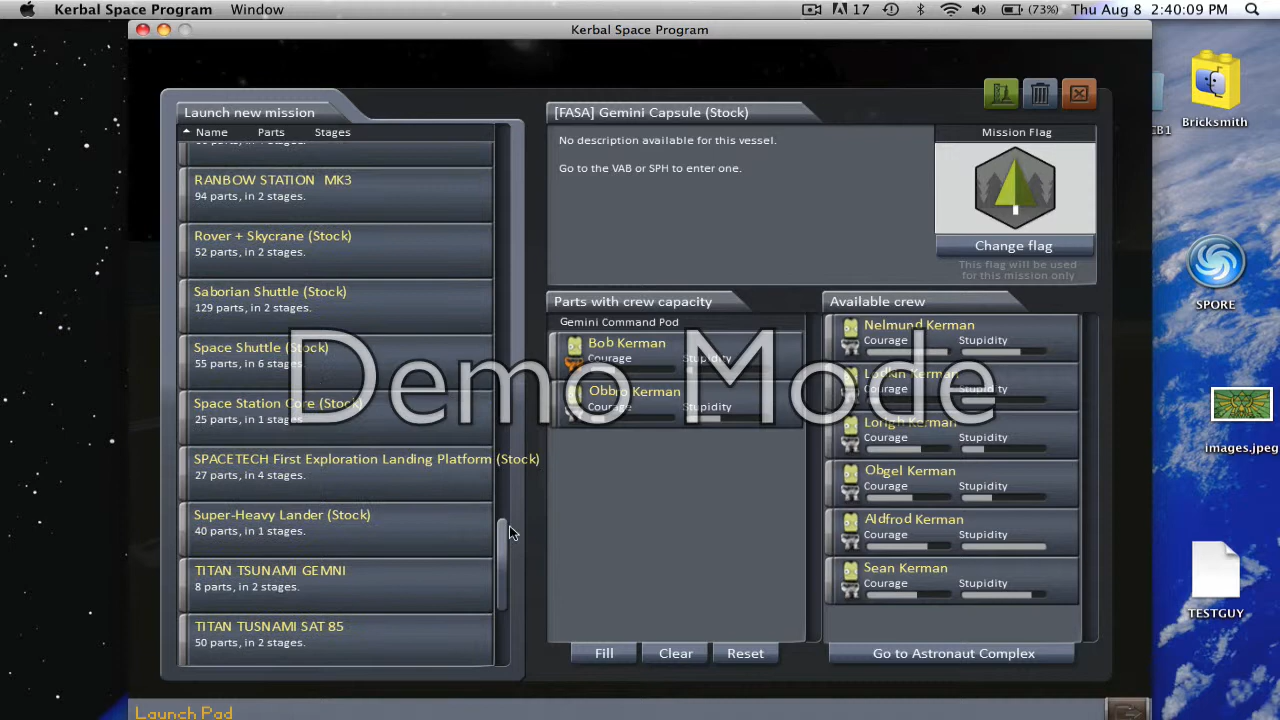 Kerbal Space Program Window
17 (73%) Thu Aug 8 2:40:09 PM
Kerbal Space Program
Launch new mission
Name Parts Stages
RANBOW STATION MK3
94 parts, in 2 stages.
Rover + Skycrane (Stock)
52 parts, in 2 stages.
Saborian Shuttle (Stock)
129 parts, in 2 stages.
Space Shuttle (Stock)
55 parts, in 6 stages.
Space Station Core (Stock)
25 parts, in 1 stages.
SPACETECH First Exploration Landing Platform (Stock)
27 parts, in 4 stages.
Super-Heavy Lander (Stock)
40 parts, in 1 stages.
TITAN TSUNAMI GEMNI
8 parts, in 2 stages.
TITAN TUSNAMI SAT 85
50 parts, in 2 stages.
[FASA] Gemini Capsule (Stock)
No description available for this vessel.
Go to the VAB or SPH to enter one.
Mission Flag
Change flag
This flag will be used
for this mission only
Parts with crew capacity
Gemini Command Pod
Bob Kerman
Courage Stupidity
Obbro Kerman
Courage Stupidity
Fill Clear Reset
Available crew
Nelmund Kerman
Courage Stupidity
Kerman
Courage Stupidity
Kerman
Courage Stupidity
Obgel Kerman
Courage Stupidity
Aldfrod Kerman
Courage Stupidity
Sean Kerman
Courage Stupidity
Go to Astronaut Complex
Demo Mode
Launch Pad
Bricksmith
SPORE
images.jpeg
TESTGUY